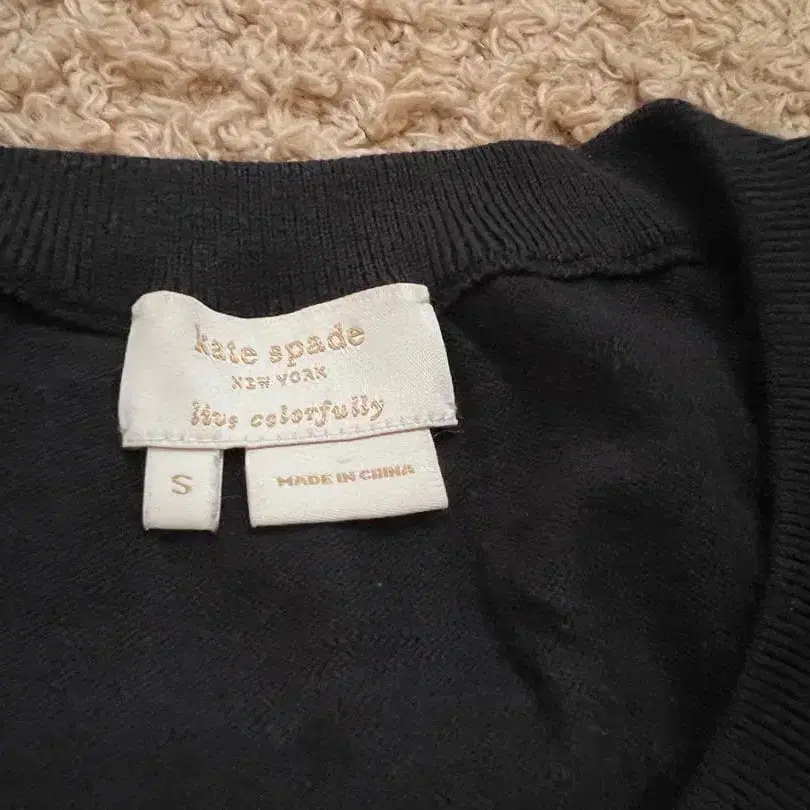 kate spade
NEW YORK
live colorfully
S
MADE IN CHINA